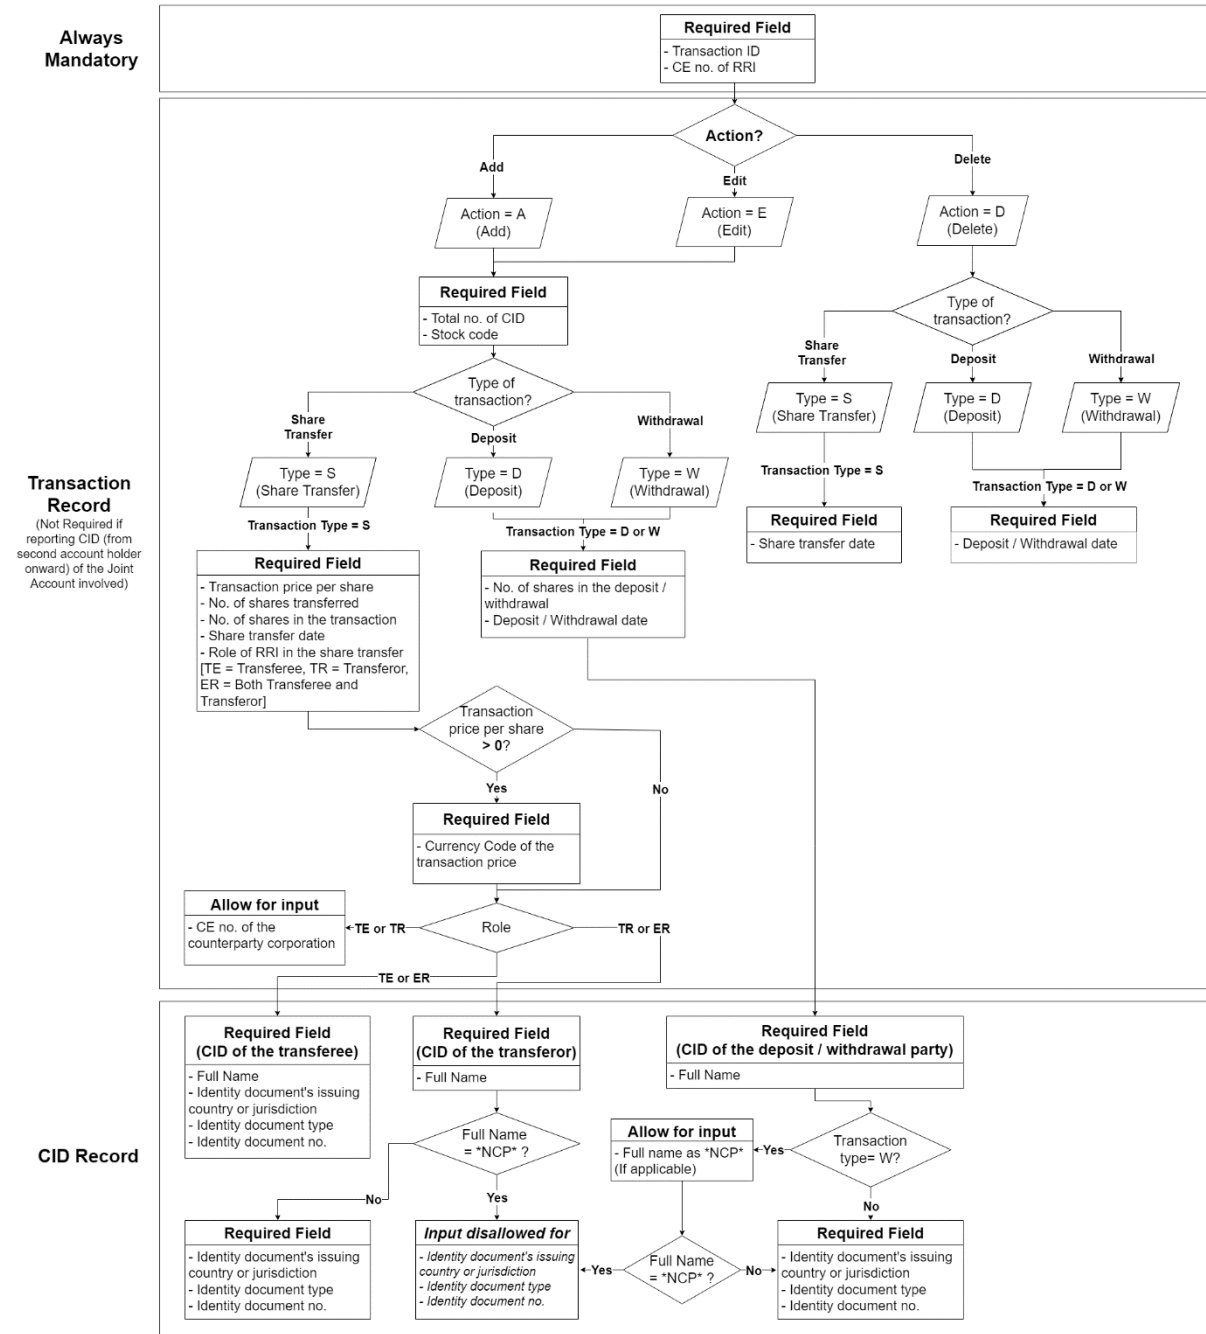 Always
Mandatory
Required Field
- Transaction ID
- CE no. of RRI
Action?
Add
Edit
Delete
Action = A
(Add)
Action = E
(Edit)
Action = D
(Delete)
Required Field
- Total no. of CID
- Stock code
Type of
transaction?
Share
Transfer
Deposit
Withdrawal
Type = S
(Share Transfer)
Type = D
(Deposit)
Type = W
(Withdrawal)
Transaction Type = S
Transaction Type = D or W
Required Field
- Share transfer date
Required Field
- Deposit / Withdrawal date
Type of
transaction?
Share
Transfer
Deposit
Withdrawal
Type = S
(Share Transfer)
Type = D
(Deposit)
Type = W
(Withdrawal)
Transaction Type = S
Transaction Type = D or W
Transaction
Record
(Not Required if
reporting CID (from
second account holder
onward) of the Joint
Account involved)
Required Field
- Transaction price per share
- No. of shares transferred
- No. of shares in the transaction
- Share transfer date
- Role of RRI in the share transfer
[TE = Transferee, TR = Transferor,
ER = Both Transferee and
Transferor]
Required Field
- No. of shares in the deposit /
withdrawal
- Deposit / Withdrawal date
Transaction
price per share
> 0?
Yes
No
Required Field
- Currency Code of the
transaction price
Allow for input
- CE no. of the
counterparty corporation
TE or TR
Role
TR or ER
TE or ER
CID Record
Required Field
(CID of the transferee)
- Full Name
- Identity document's issuing
country or jurisdiction
- Identity document type
- Identity document no.
Required Field
(CID of the transferor)
- Full Name
Required Field
(CID of the deposit / withdrawal party)
- Full Name
Full Name
= *NCP* ?
No
Yes
Allow for input
- Full name as *NCP*
(If applicable)
Yes
Transaction
type= W?
No
Required Field
- Identity document's issuing
country or jurisdiction
- Identity document type
- Identity document no.
Input disallowed for
- Identity document's issuing
country or jurisdiction
- Identity document type
- Identity document no.
Yes
Full Name
= *NCP* ?
No
Required Field
- Identity document's issuing
country or jurisdiction
- Identity document type
- Identity document no.